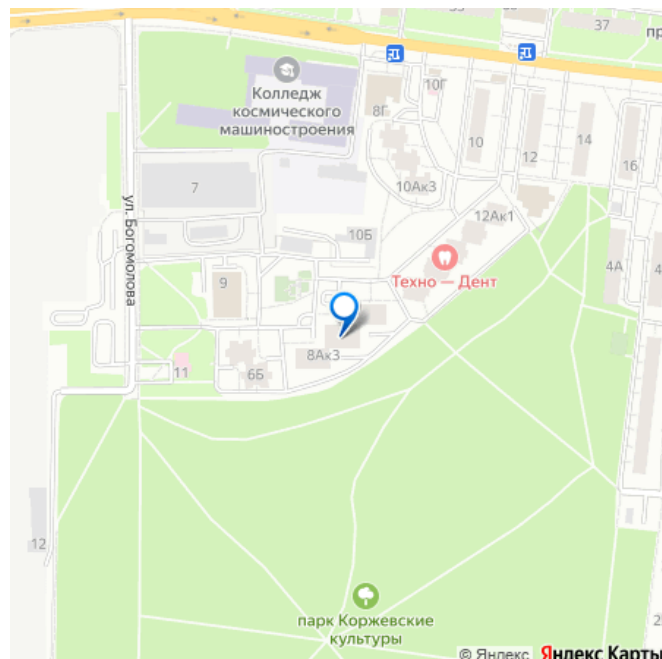 37
пр
10Г
8Г
Колледж
космического
машиностроения
10
12
14
16
7
10Ак3
ул. Богомолова
12Ак1
10Б
Техно — Дент
4А
9
8Ак3
6Б
11
12
парк Коржевские
культуры
© Яндекс Яндекс Карты